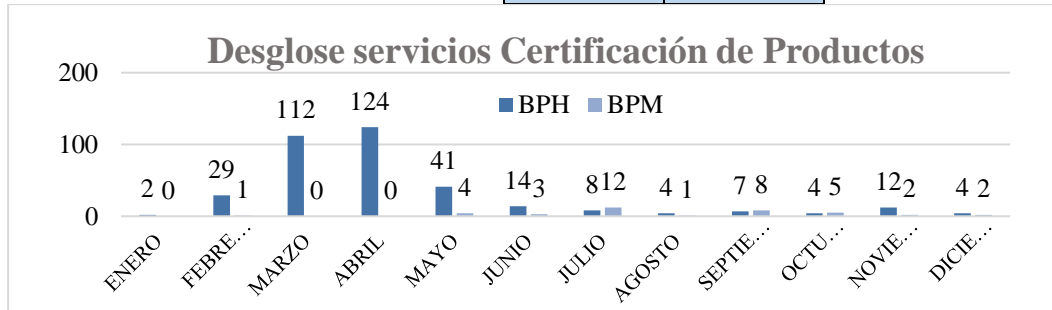 Desglose servicios Certificación de Productos
200
BPH BPM
124
112
100
41
29
2 0 1 0 0 4 14 3 8 12 4 1 7 8 4 5 12 2 4 2
0
ENERO FEBRE… MARZO ABRIL MAYO JUNIO JULIO AGOSTO SEPTIE… OCTU… NOVIE… DICIE…